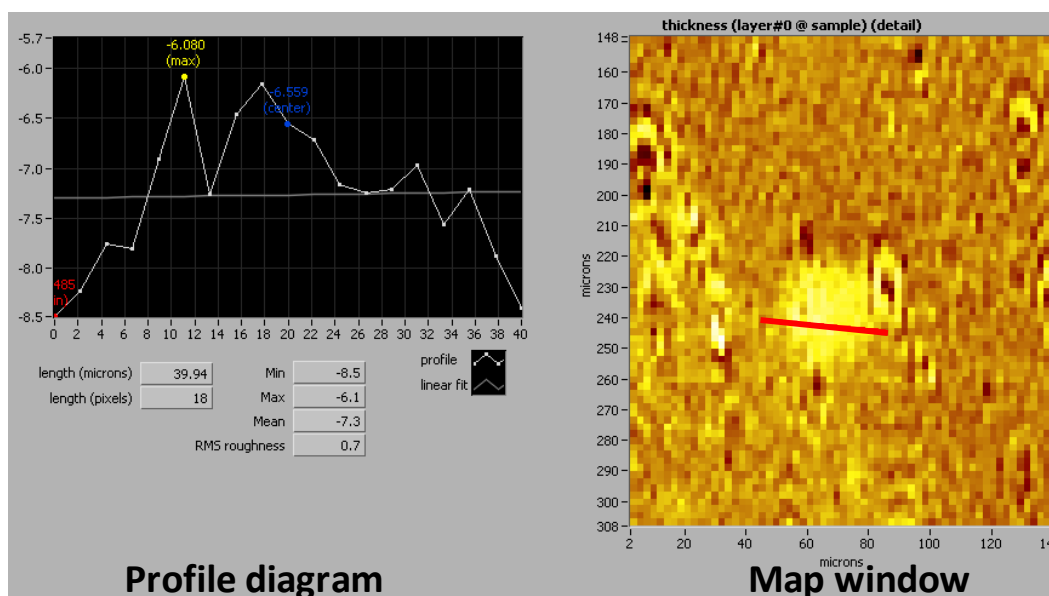 thickness (layer#0 @ sample) (detail)
-6.080
(max)
-6.559
(center)
485
in)
-5.7
-6.0
-6.5
-7.0
-7.5
-8.0
-8.5
0 2 4 6 8 10 12 14 16 18 20 22 24 26 28 30 32 34 36 38 40
length (microns) 39.94
length (pixels) 18
Min -8.5
Max -6.1
Mean -7.3
RMS roughness 0.7
profile
linear fit
148
160
170
180
190
200
210
220
230
240
250
260
270
280
290
300
308
microns
2 20 40 60 80 100 120 14
microns
Profile diagram
Map window